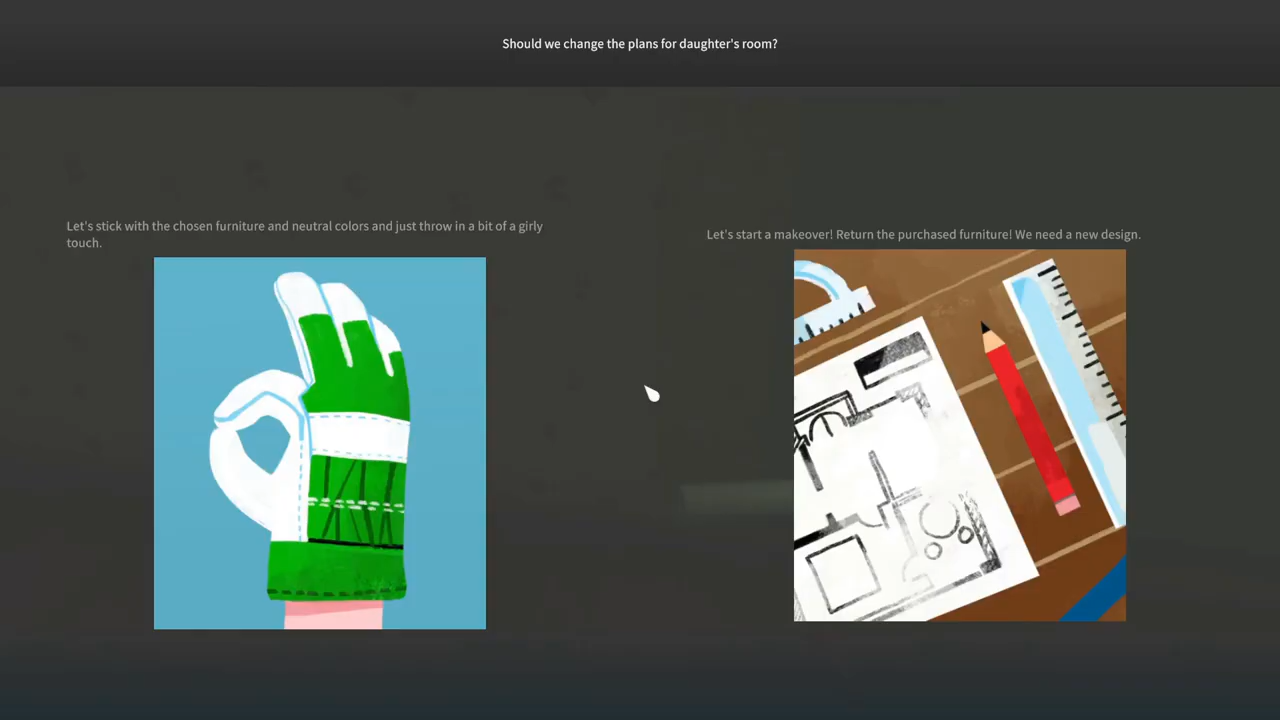 Should we change the plans for daughter's room?
Let's stick with the chosen furniture and neutral colors and just throw in a bit of a girly
touch.
Let's start a makeover! Return the purchased furniture! We need a new design.